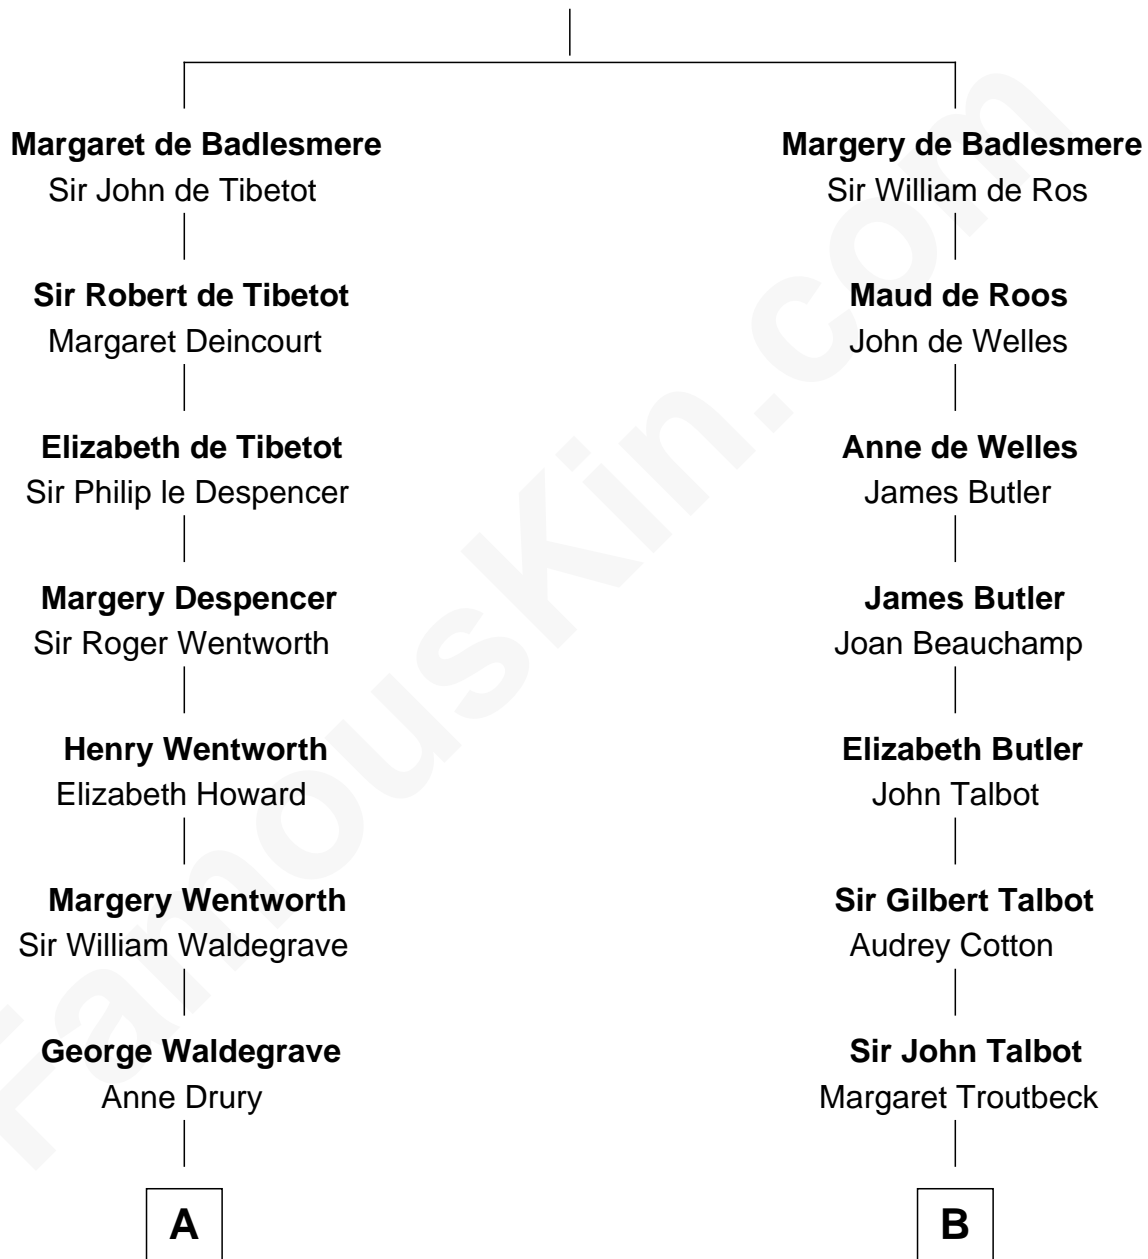 Margaret de Badlesmere
Sir John de Tibetot
Sir Robert de Tibetot
Margaret Deincourt
Elizabeth de Tibetot
Sir Philip le Despencer
Margery Despencer
Sir Roger Wentworth
Henry Wentworth
Elizabeth Howard
Margery Wentworth
Sir William Waldegrave
George Waldegrave
Anne Drury
A
Margery de Badlesmere
Sir William de Ros
Maud de Roos
John de Welles
Anne de Welles
James Butler
James Butler
Joan Beauchamp
Elizabeth Butler
John Talbot
Sir Gilbert Talbot
Audrey Cotton
Sir John Talbot
Margaret Troutbeck
B
FamousKin.com